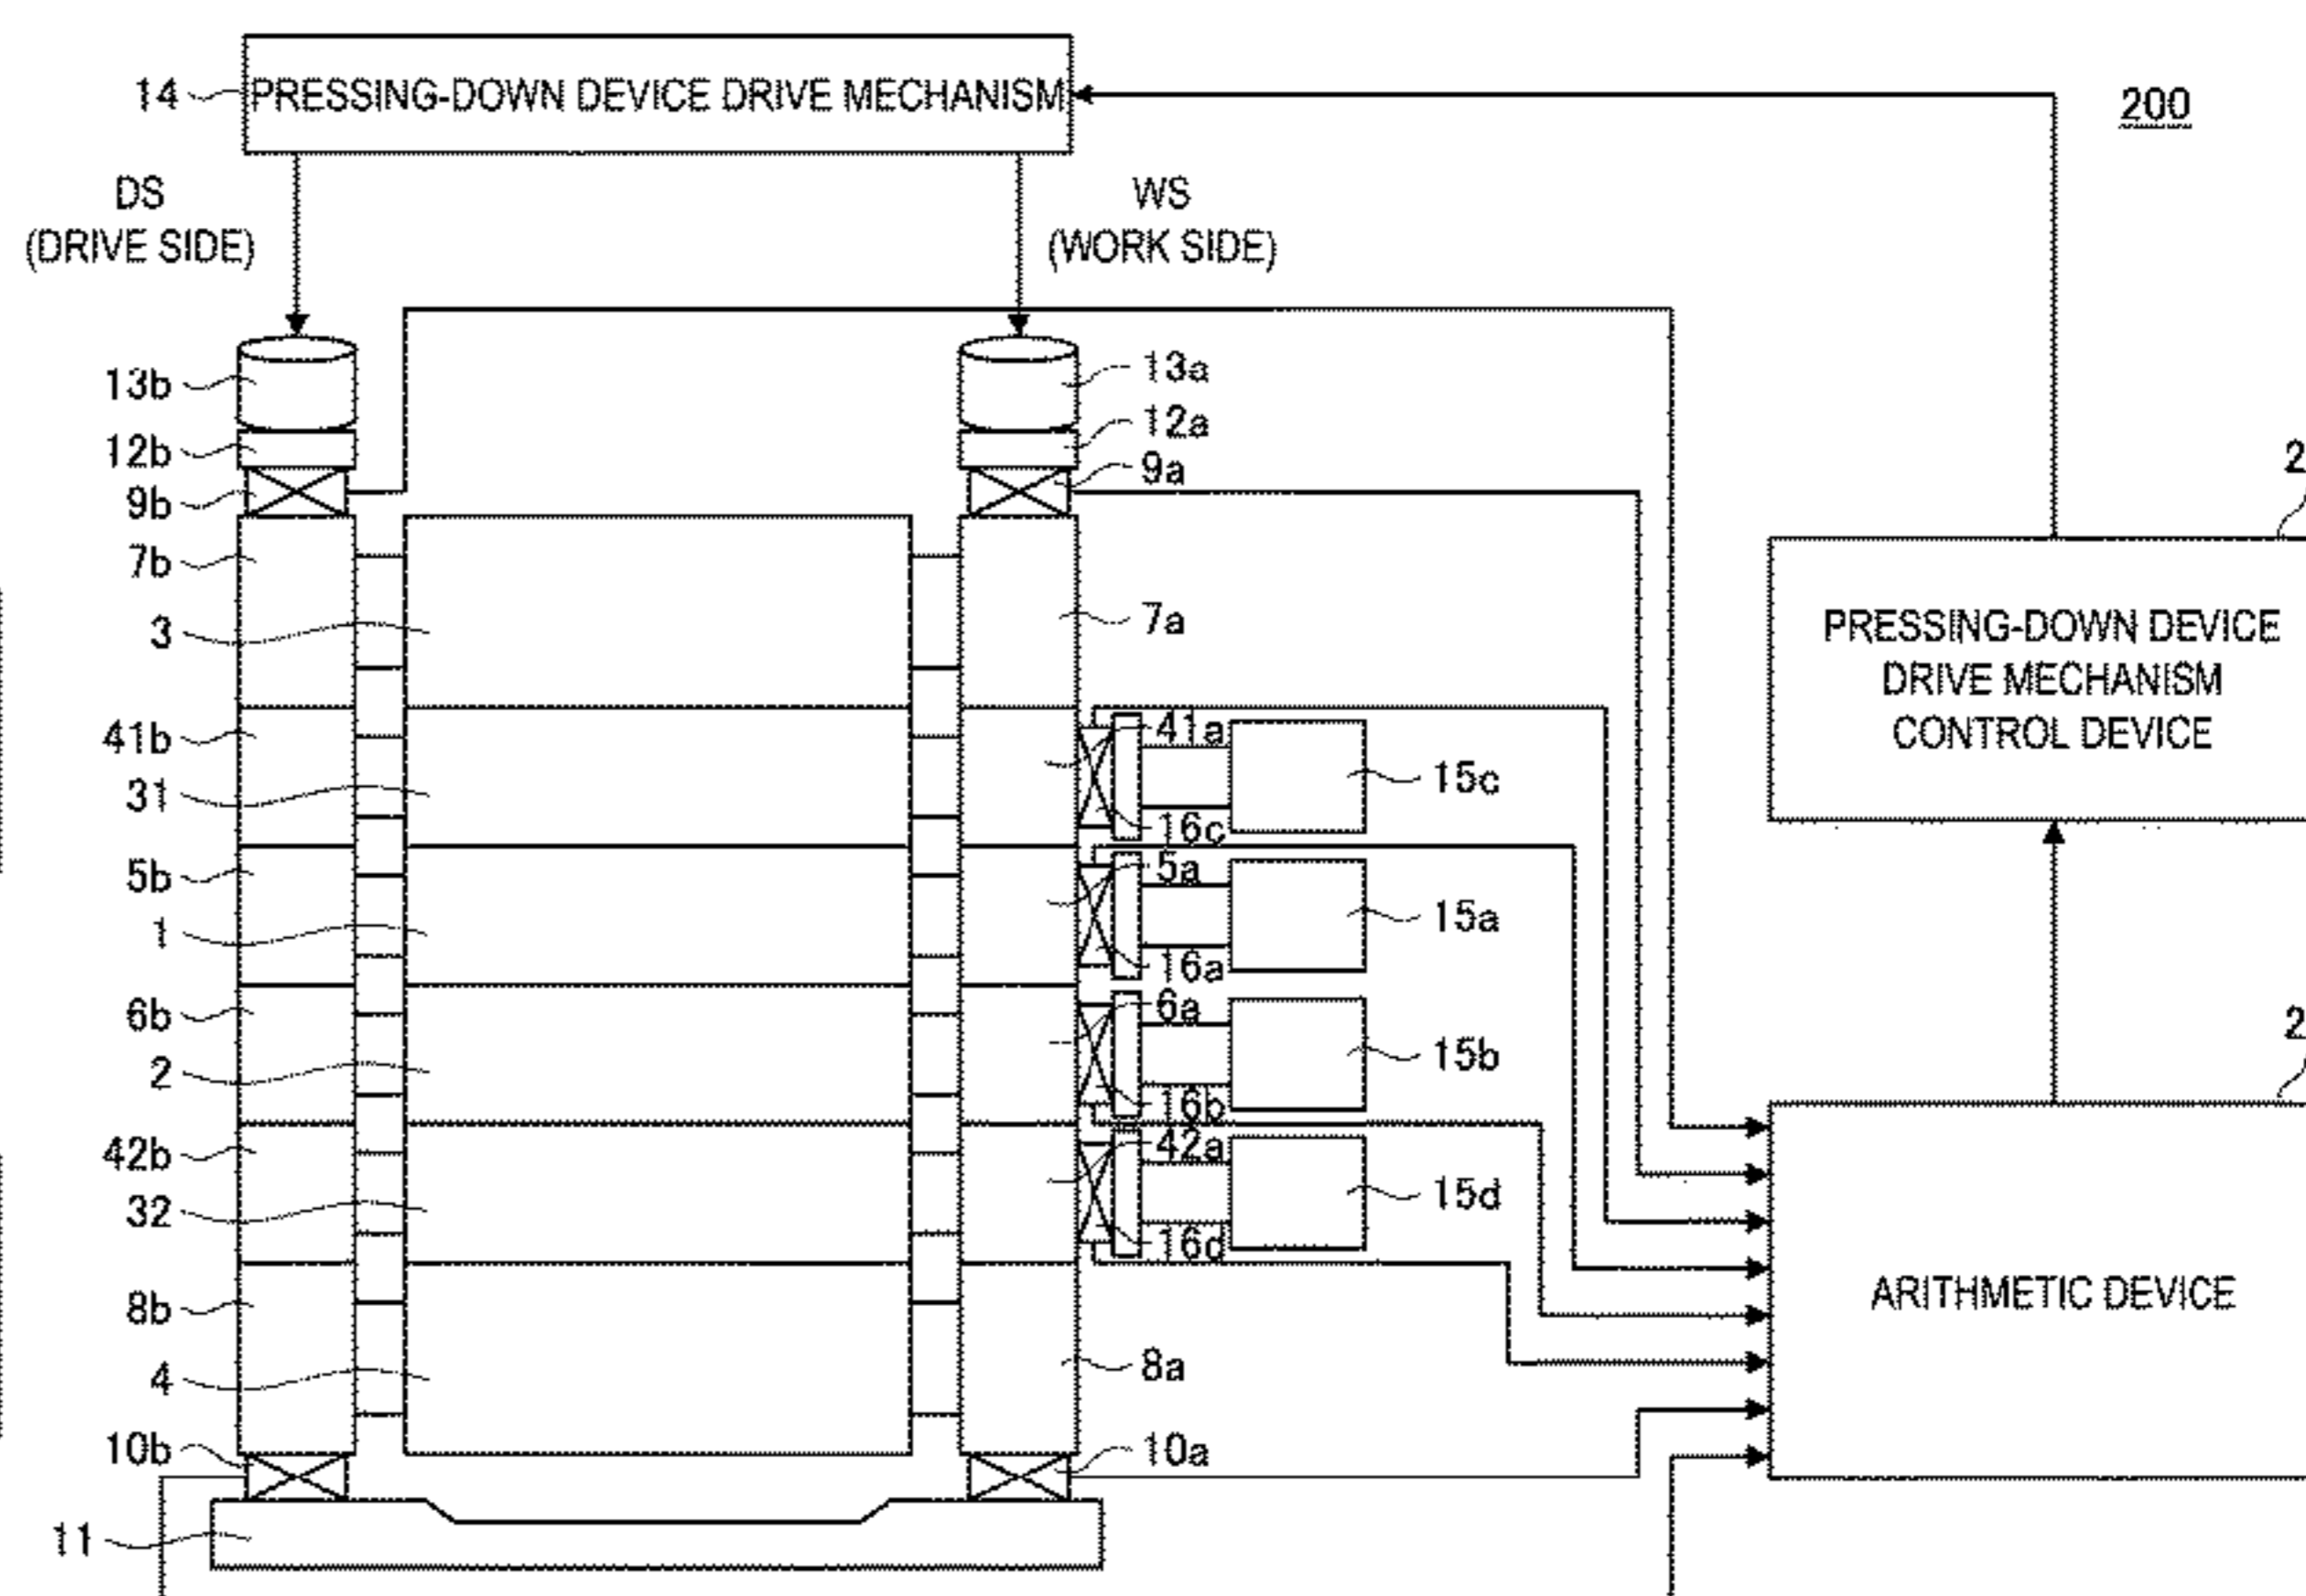 14
PRESSING-DOWN DEVICE DRIVE MECHANISM
200
DS
(DRIVE SIDE)
WS
(WORK SIDE)
13b
13a
12b
12a
9b
9a
7b
3
7a
PRESSING-DOWN DEVICE
DRIVE MECHANISM
CONTROL DEVICE
41b
41a
31
15c
16c
5b
5a
1
15a
16a
6b
6a
2
15b
16b
42b
42a
32
15d
16d
ARITHMETIC DEVICE
8b
4
8a
10b
10a
11